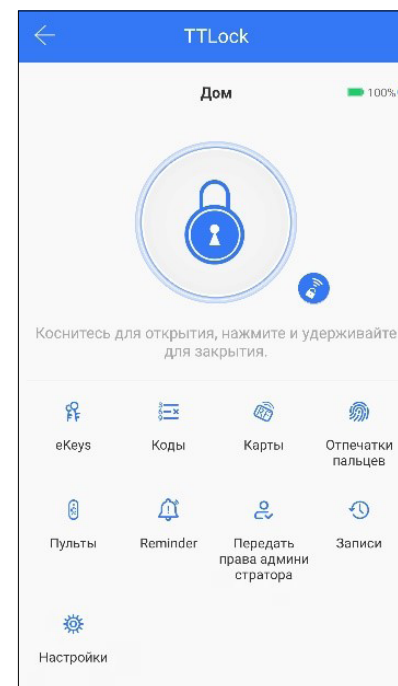 TTLock
Дом 100%
Коснитесь для открытия, нажмите и удерживайте
для закрытия.
eKeys Коды Карты Отпечатки
пальцев
Пульты Reminder Передать Записи
права админи
стратора
Настройки